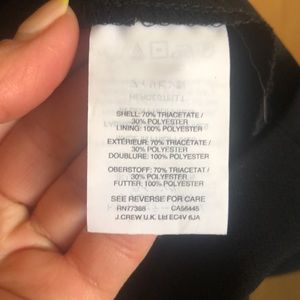 SHELL: 70% TRIACETATE /
30% POLYESTER
LINING: 100% POLYESTER
EXTÉRIEUR: 70% TRIACÉTATE /
30% POLYESTER
DOUBLURE: 100% POLYESTER
OBERSTOFF: 70% TRIACETAT /
30% POLYESTER
FUTTER: 100% POLYESTER
SEE REVERSE FOR CARE
RN77388 CA56445
J.CREW U.K. Ltd EC4V 6JA